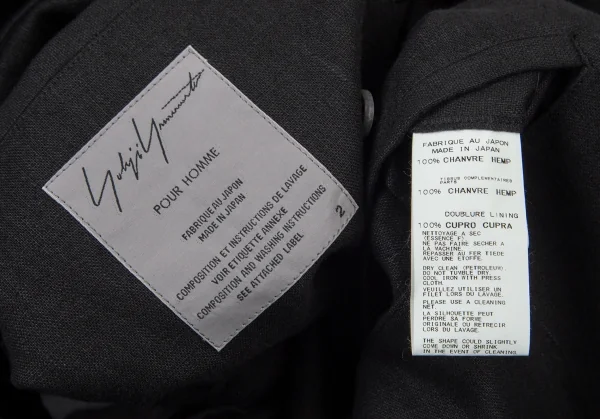 Yohji Yamamoto
POUR HOMME
FABRIQUE AU JAPON
MADE IN JAPAN
COMPOSITION ET INSTRUCTIONS DE LAVAGE
VOIR ETIQUETTE ANNEXE
COMPOSITION AND WASHING INSTRUCTIONS
SEE ATTACHED LABEL
2
FABRIQUE AU JAPON
MADE IN JAPAN
100% CHANVRE HEMP
TISSUS COMPLEMENTAIRES
PARTS
100% CHANVRE HEMP
COUBLURE LINING
100% CUPRO CUPRA
NETTOYAGE A SEC
(ESSENCE F).
NE PAS FAIRE SECHER A
LA MACHINE
REPASSER AU FER TIEDE
AVEC UNE ETOFFE.
DRY CLEAN (PETROLEUM).
DO NOT TUMBLE DRY
COOL IRON WITH PRESS
CLOTH.
VEUILLEZ UTILISER UN
FILET LORS DU LAVAGE.
PLEASE USE A CLEANING
NET
LA SILHOUETTE PEUT
PERDRE SA FORME
ORIGINALE OU RETRECIR
LORS DU LAVAGE.
THE SHAPE COULD SLIGHTLY
COME DOWN OR SHRINK
IN THE EVENT OF CLEANING.